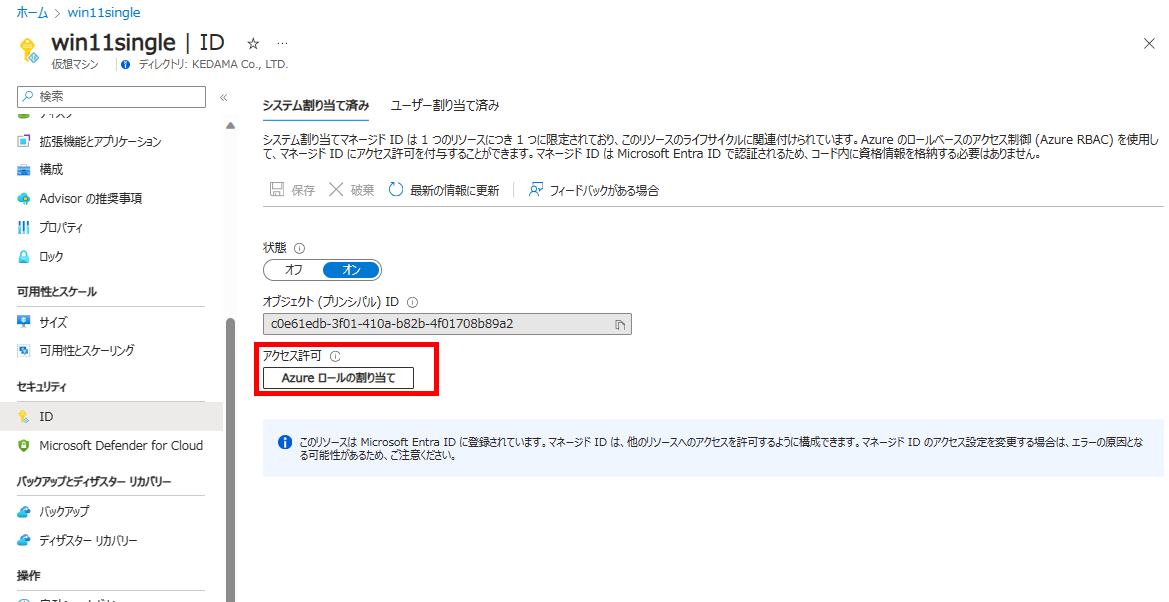 ホーム > win11single
win11single | ID ☆ …
仮想マシン ディレクトリ: KEDAMA Co., LTD.
検索
«
ディスク
拡張機能とアプリケーション
構成
Advisor の推奨事項
プロパティ
ロック
可用性とスケール
サイズ
可用性とスケーリング
セキュリティ
ID
Microsoft Defender for Cloud
バックアップとディザスター リカバリー
バックアップ
ディザスター リカバリー
操作
システム割り当て済み ユーザー割り当て済み
システム割り当てマネージド ID は 1 つのリソースにつき 1 つに限定されており、このリソースのライフサイクルに関連付けられています。Azure のロールベースのアクセス制御 (Azure RBAC) を使用し
て、マネージド ID にアクセス許可を付与することができます。マネージド ID は Microsoft Entra ID で認証されるため、コード内に資格情報を格納する必要はありません。
保存 破棄 最新の情報に更新 フィードバックがある場合
状態
オフ オン
オブジェクト (プリンシパル) ID
c0e61edb-3f01-410a-b82b-4f01708b89a2
アクセス許可
Azure ロールの割り当て
このリソースは Microsoft Entra ID に登録されています。マネージド ID は、他のリソースへのアクセスを許可するように構成できます。マネージド ID のアクセス設定を変更する場合は、エラーの原因とな
る可能性があるため、ご注意ください。